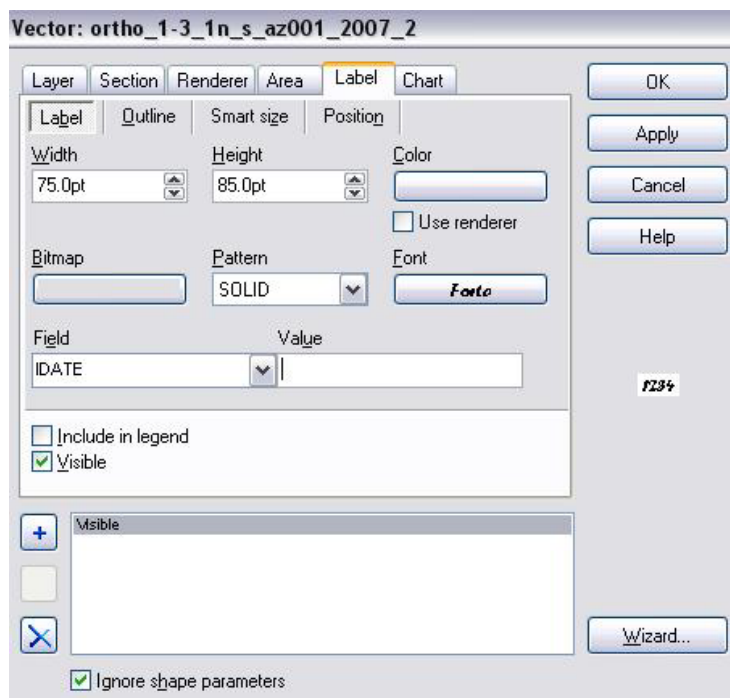 Vector: ortho_1-3_1n_s_az001_2007_2
Layer Section Renderer Area Label Chart
Label Outline Smart size Position
Width Height Color
75.0pt 85.0pt
Use renderer
Bitmap Pattern Font
SOLID Forte
Field Value
IDATE
Include in legend
Visible
OK
Apply
Cancel
Help
1234
Visible
Wizard...
Ignore shape parameters